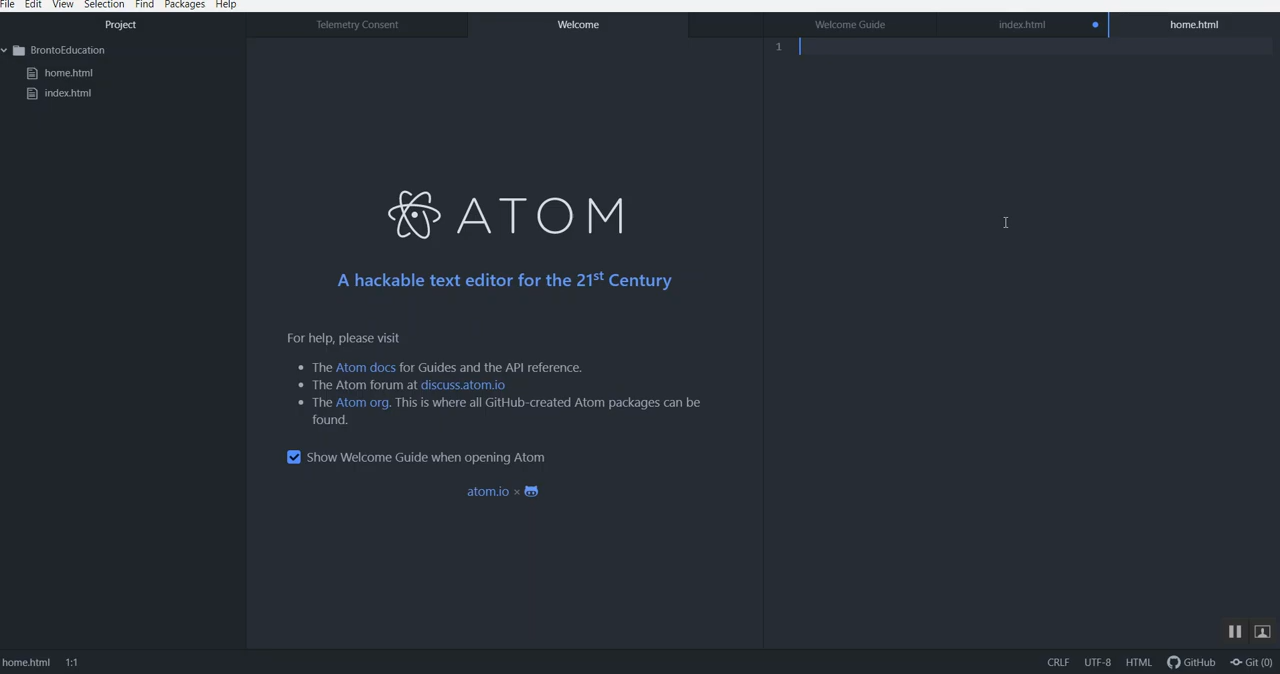 File Edit View Selection Find Packages Help
Project Telemetry Consent Welcome Welcome Guide index.html home.html
BrontoEducation
home.html
index.html
1
ATOM
A hackable text editor for the 21st Century
For help, please visit
The Atom docs for Guides and the API reference.
The Atom forum at discuss.atom.io
The Atom org. This is where all GitHub-created Atom packages can be
found.
Show Welcome Guide when opening Atom
atom.io ×
home.html 1:1 CRLF UTF-8 HTML GitHub Git (0)